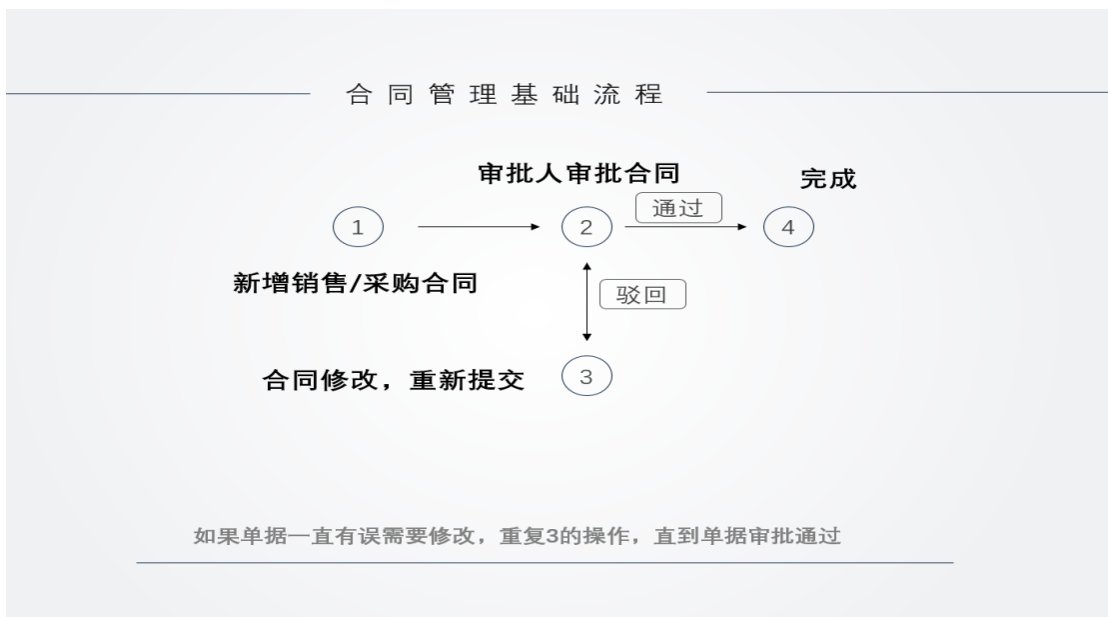 合同管理基础流程
审批人审批合同
完成
通过
1
2
4
新增销售/采购合同
驳回
合同修改，重新提交
3
如果单据一直有误需要修改，重复3的操作，直到单据审批通过